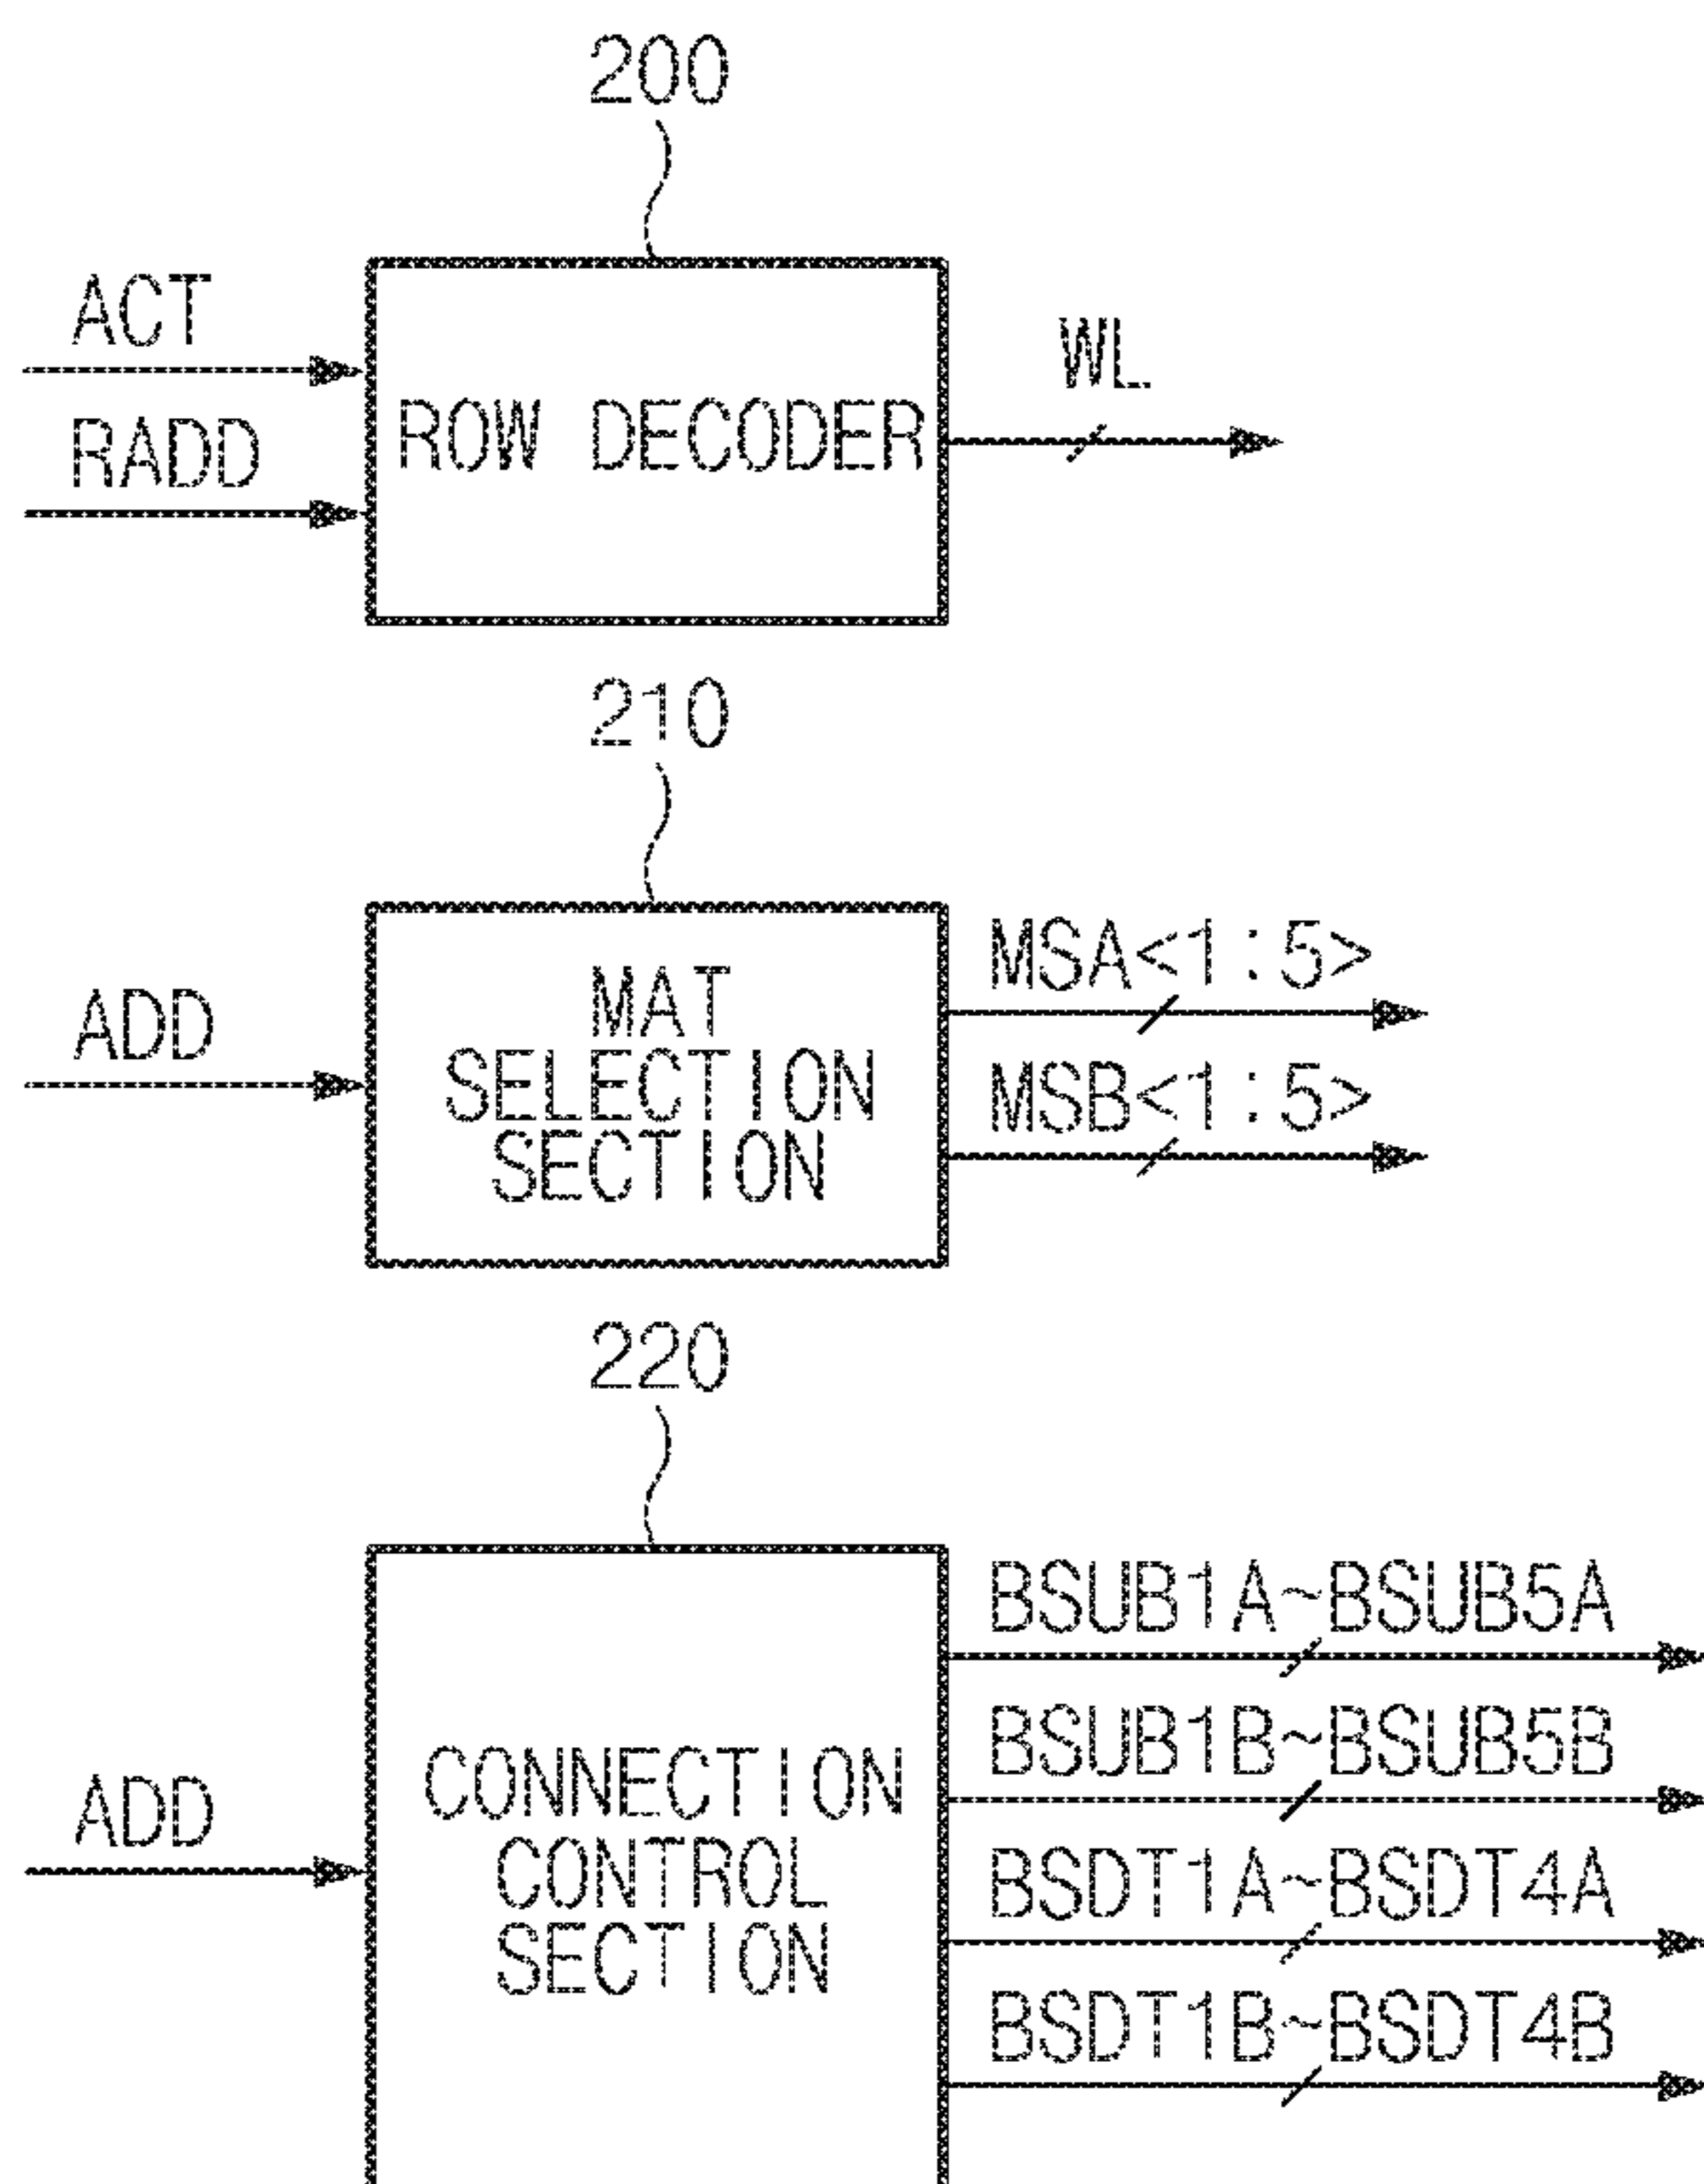 200
ACT
RADD
ROW DECODER
WL
210
ADD
MAT
SELECTION
SECTION
MSA<1:5>
MSB<1:5>
220
ADD
CONNECTION
CONTROL
SECTION
BSUB1A~BSUB5A
BSUB1B~BSUB5B
BSDT1A~BSDT4A
BSDT1B~BSDT4B